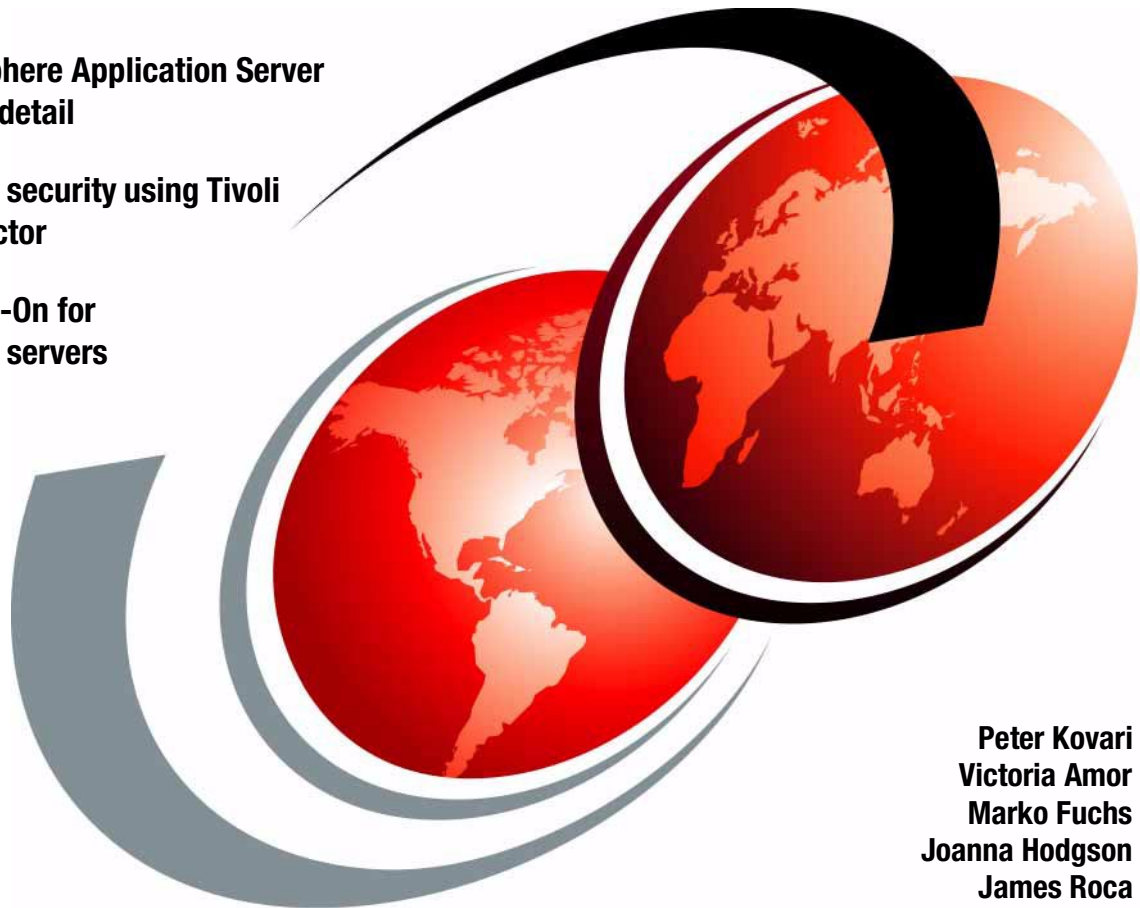 phere Application Server
detail
security using Tivoli
ctor
-On for
servers
Peter Kovari
Victoria Amor
Marko Fuchs
Joanna Hodgson
James Roca